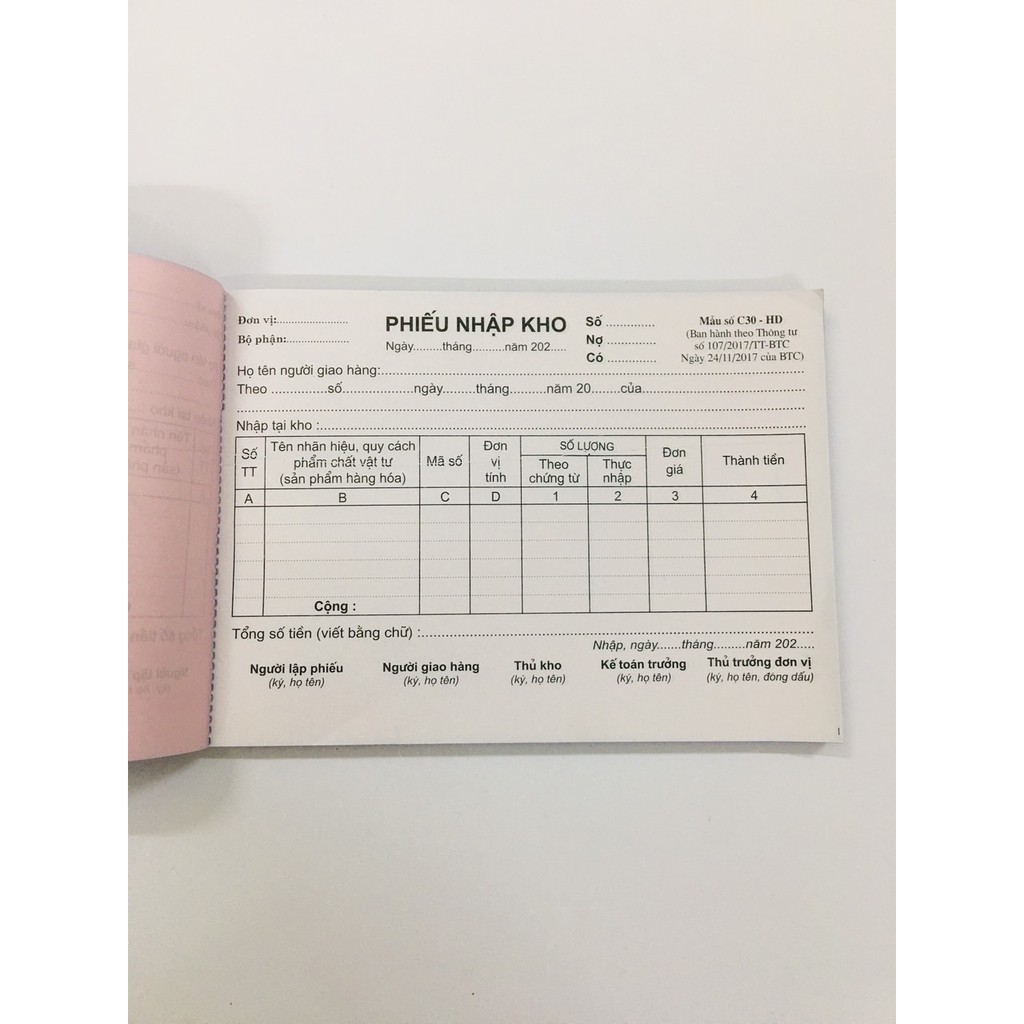 Đơn vị:........................
Bộ phận:.....................
PHIẾU NHẬP KHO
Ngày.........tháng..........năm 202.....
Số ..............
Nợ ..............
Có ..............
Mẫu số C30 - HD
(Ban hành theo Thông tư
số 107/2017/TT-BTC
Ngày 24/11/2017 của BTC)
Họ tên người giao hàng:....................
Theo ...............số...................ngày.........tháng..........năm 20.......của....................
Nhập tại kho :....................
Số TT
Tên nhãn hiệu, quy cách
phẩm chất vật tư
(sản phẩm hàng hóa)
Mã số
Đơn vị tính
SỐ LƯỢNG
Theo chứng từ
Thực nhập
Đơn giá
Thành tiền
A B C D 1 2 3 4
Cộng :
Tổng số tiền (viết bằng chữ) :....................
Nhập, ngày.......tháng.........năm 202.....
Người lập phiếu Người giao hàng Thủ kho Kế toán trưởng Thủ trưởng đơn vị
(ký, họ tên) (ký, họ tên) (ký, họ tên) (ký, họ tên) (ký, họ tên, đóng dấu)